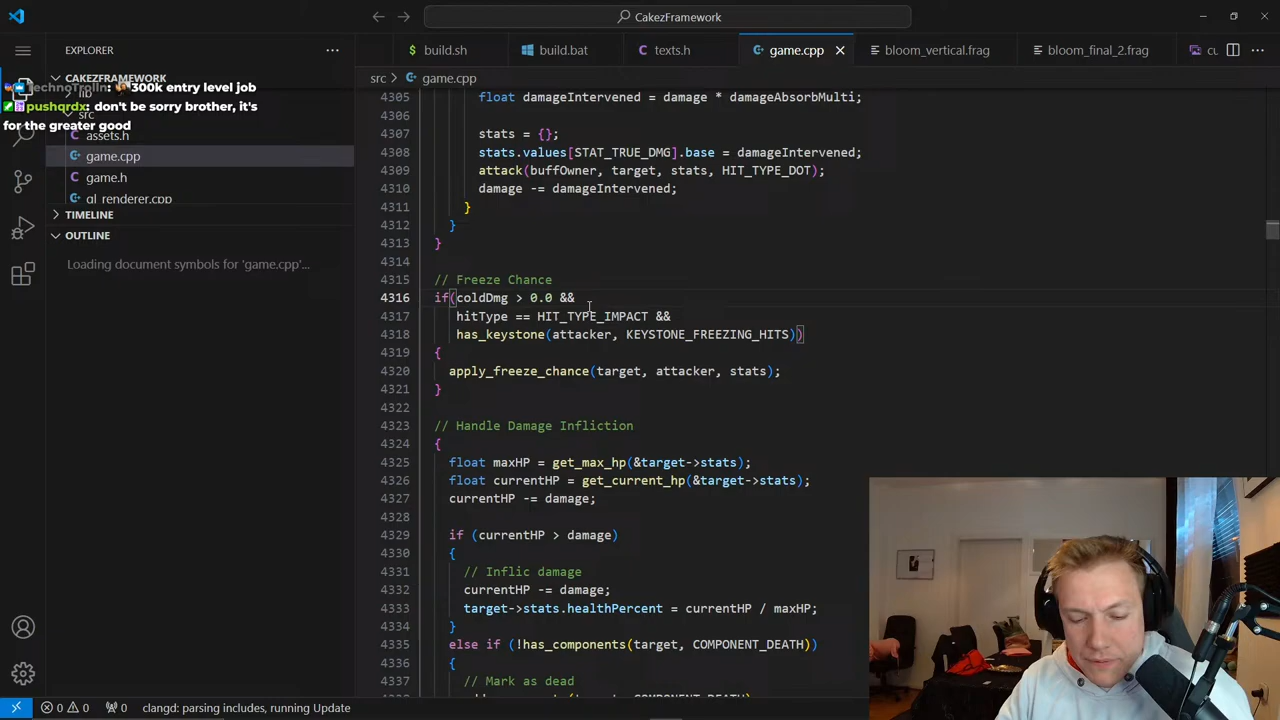 CakezFramework
EXPLORER
build.sh
build.bat
texts.h
game.cpp
bloom_vertical.frag
bloom_final_2.frag
CAKEZFRAMEWORK
src > game.cpp
TechnoTrolln: 300k entry level job
lib
pushqrdx: don't be sorry brother, it's
for the greater good
src
assets.h
game.cpp
game.h
gl_renderer.cpp
TIMELINE
OUTLINE
Loading document symbols for 'game.cpp'...
4305 float damageIntervened = damage * damageAbsorbMulti;
4306
4307 stats = {};
4308 stats.values[STAT_TRUE_DMG].base = damageIntervened;
4309 attack(buffOwner, target, stats, HIT_TYPE_DOT);
4310 damage -= damageIntervened;
4311 }
4312 }
4313 }
4314
4315 // Freeze Chance
4316 if(coldDmg > 0.0 &&
4317 hitType == HIT_TYPE_IMPACT &&
4318 has_keystone(attacker, KEYSTONE_FREEZING_HITS))
4319 {
4320 apply_freeze_chance(target, attacker, stats);
4321 }
4322
4323 // Handle Damage Infliction
4324 {
4325 float maxHP = get_max_hp(&target->stats);
4326 float currentHP = get_current_hp(&target->stats);
4327 currentHP -= damage;
4328
4329 if (currentHP > damage)
4330 {
4331 // Inflic damage
4332 currentHP -= damage;
4333 target->stats.healthPercent = currentHP / maxHP;
4334 }
4335 else if (!has_components(target, COMPONENT_DEATH))
4336 {
4337 // Mark as dead
0 0 0 clangd: parsing includes, running Update